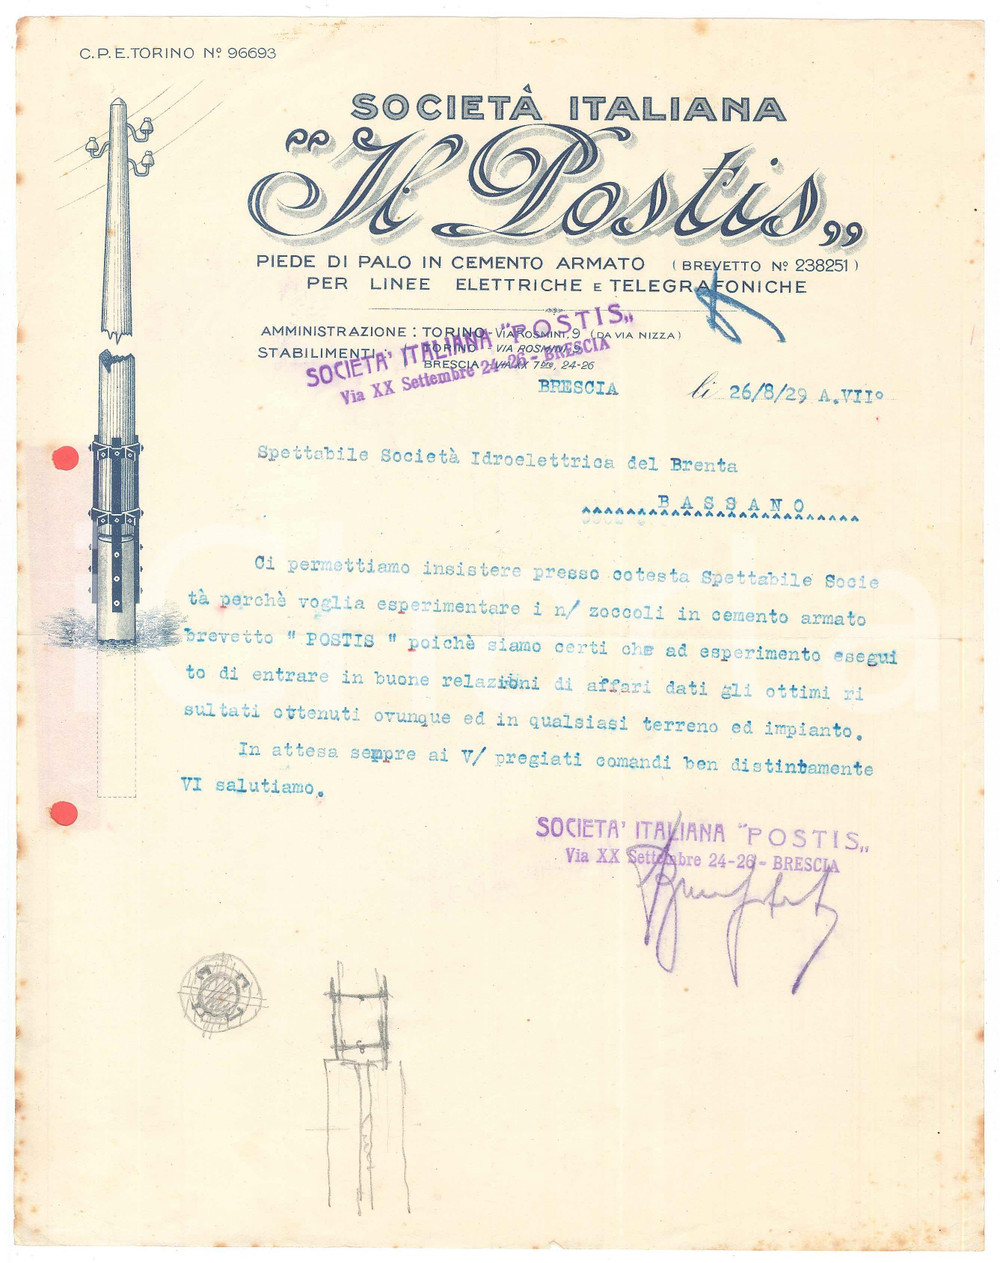 C.P.E. TORINO Nº 96693
SOCIETÀ ITALIANA
"Il Postis„
PIEDE DI PALO IN CEMENTO ARMATO (BREVETTO Nº 238251)
PER LINEE ELETTRICHE E TELEGRAFONICHE
AMMINISTRAZIONE: TORINO - VIA ROSMINI, 9 (DA VIA NIZZA)
STABILIMENTI TORINO VIA ROSMINI, 9
BRESCIA - VIA XX 7bre, 24-26
SOCIETA' ITALIANA "POSTIS„
Via XX Settembre 24-26 - BRESCIA
BRESCIA li 26/8/29 A.VIIº
Spettabile Società Idroelettrica del Brenta
BASSANO
Ci permettiamo insistere presso cotesta Spettabile Socie
tà perchè voglia esperimentare i n/ zoccoli in cemento armato
brevetto " POSTIS " poichè siamo certi che ad esperimento esegui
to di entrare in buone relazioni di affari dati gli ottimi ri
sultati ottenuti ovunque ed in qualsiasi terreno ed impianto.
In attesa sempre ai V/ pregiati comandi ben distintamente
VI salutiamo.
SOCIETA' ITALIANA "POSTIS„
Via XX Settembre 24-26 - BRESCIA